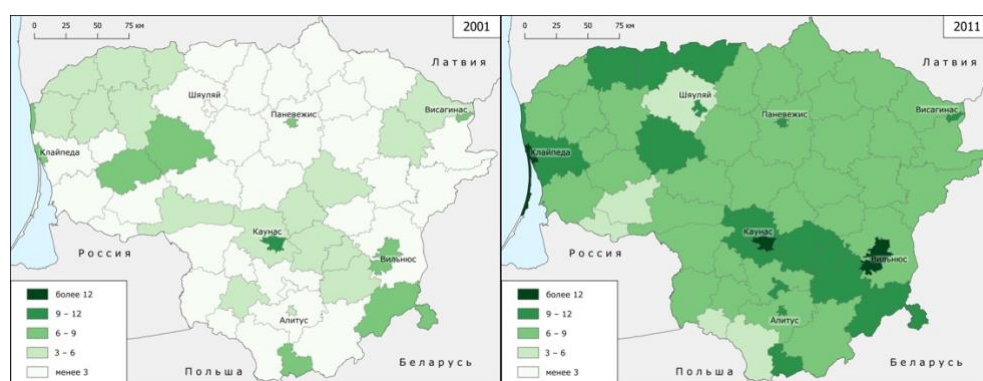 0 25 50 75 км
2001
Латвия
Шяуляй
Висагинас
Паневежис
Клайпеда
Каунас
Россия
Вильнюс
Алитус
более 12
9 – 12
6 – 9
3 – 6
менее 3
Беларусь
Польша
0 25 50 75 км
2011
Латвия
Шяуляй
Висагинас
Паневежис
Клайпеда
Каунас
Россия
Вильнюс
Алитус
более 12
9 – 12
6 – 9
3 – 6
менее 3
Беларусь
Польша